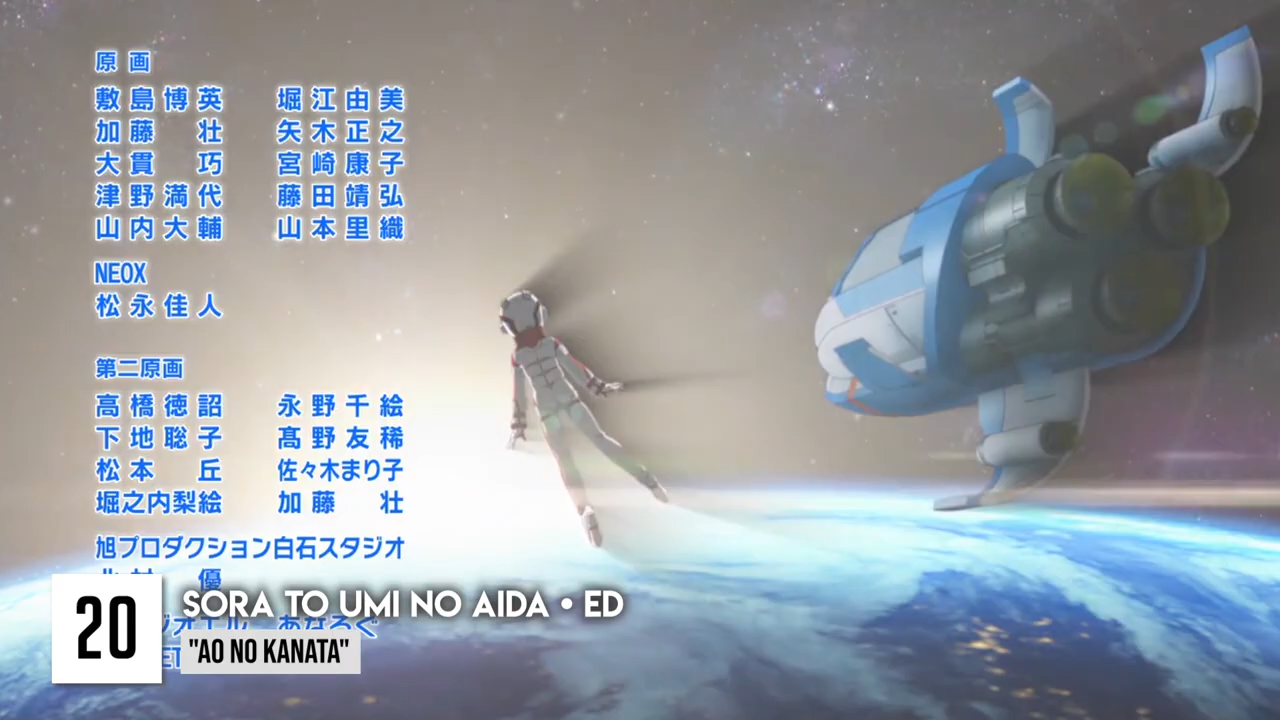 原画
敷島博英 堀江由美
加藤 壮 矢木正之
大貫 巧 宮崎康子
津野満代 藤田靖弘
山内大輔 山本里織
NEOX
松永佳人
第二原画
高橋徳詔 永野千絵
下地聡子 髙野友稀
松本 丘 佐々木まり子
堀之内梨絵 加藤 壮
旭プロダクション白石スタジオ
優
20
SORA TO UMI NO AIDA • ED
"AO NO KANATA"